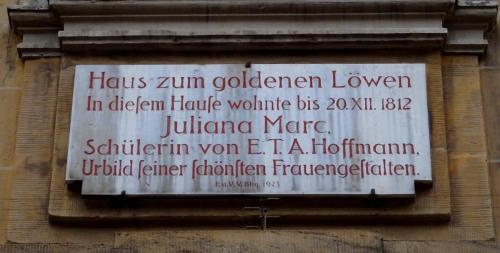 Haus zum goldenen Löwen
In dieſem Hauſe wohnte bis 20.XII. 1812
Juliana Marc,
Schülerin von E.T.A. Hoffmann,
Urbild ſeiner ſchönſten Frauengeſtalten.
1923